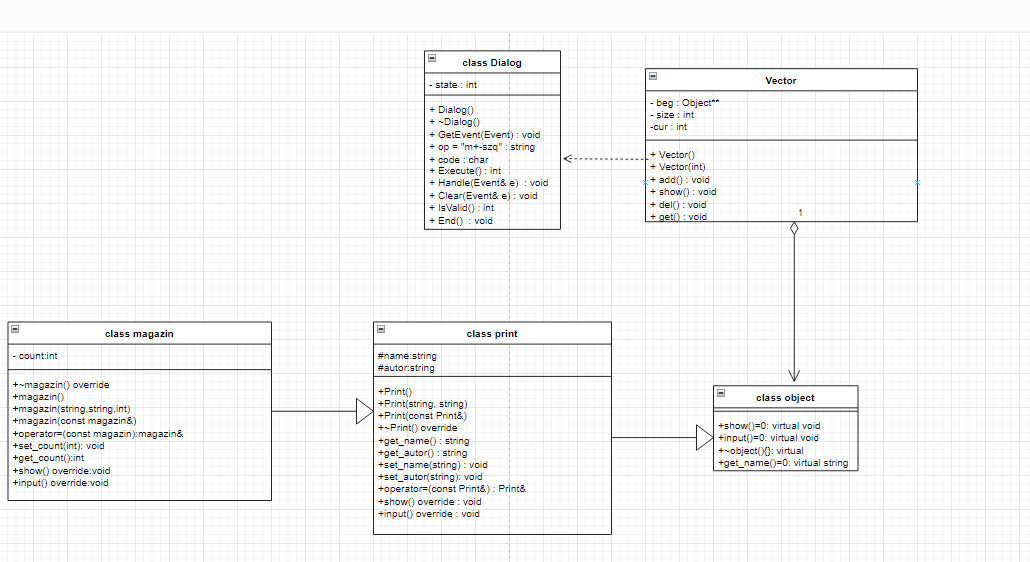 class Dialog
- state : int
+ Dialog()
+ ~Dialog()
+ GetEvent(Event) : void
+ op = "m+-szq" : string
+ code : char
+ Execute() : int
+ Handle(Event& e) : void
+ Clear(Event& e) : void
+ IsValid() : int
+ End() : void
Vector
- beg : Object**
- size : int
-cur : int
+ Vector()
+ Vector(int)
+ add() : void
+ show() : void
+ del() : void
+ get() : void
1
class magazin
- count:int
+~magazin() override
+magazin()
+magazin(string,string,int)
+magazin(const magazin&)
+operator=(const magazin):magazin&
+set_count(int): void
+get_count():int
+show() override:void
+input() override:void
class print
#name:string
#autor:string
+Print()
+Print(string, string)
+Print(const Print&)
+~Print() override
+get_name() : string
+get_autor() : string
+set_name(string) : void
+set_autor(string): void
+operator=(const Print&) : Print&
+show() override : void
+input() override : void
class object
+show()=0: virtual void
+input()=0: virtual void
+~object(){}: virtual
+get_name()=0: virtual string